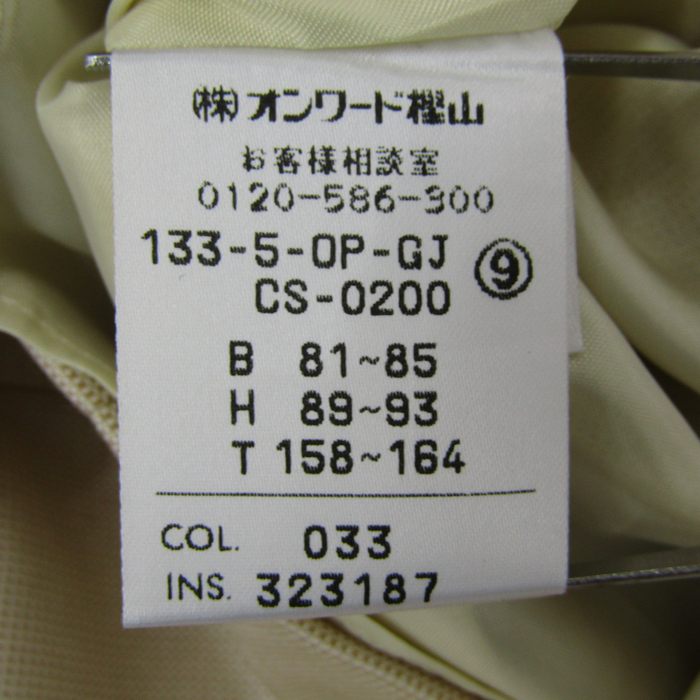 (株)オンワード樫山
お客様相談室
0120-586-300
133-5-OP-GJ ⑨
CS-0200
B 81~85
H 89~93
T 158~164
COL. 033
INS. 323187